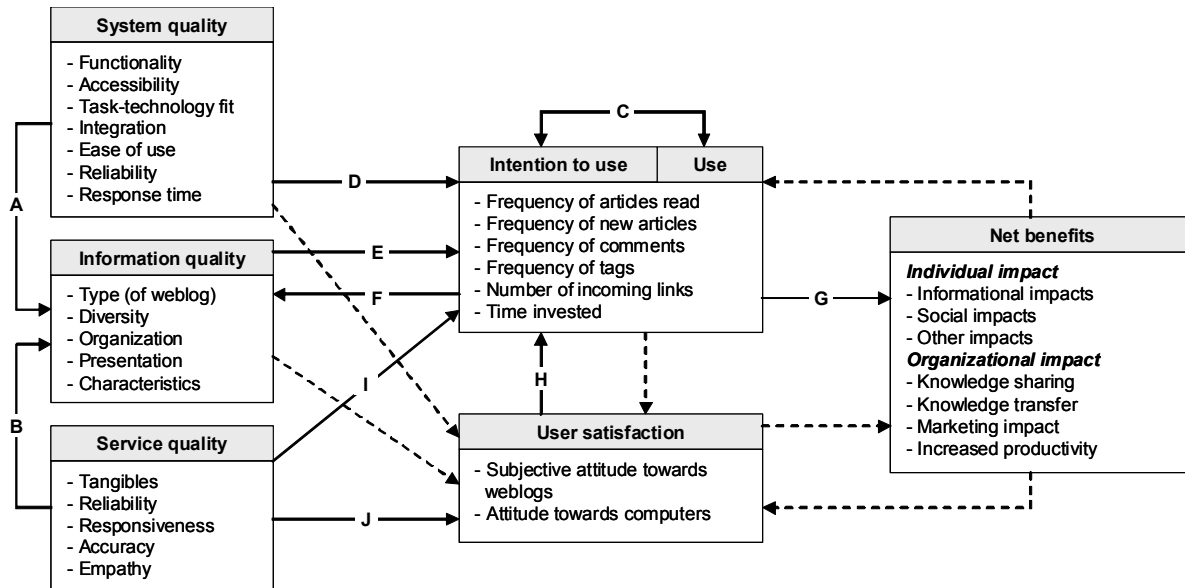 System quality
- Functionality
- Accessibility
- Task-technology fit
- Integration
- Ease of use
- Reliability
- Response time
A
Information quality
- Type (of weblog)
- Diversity
- Organization
- Presentation
- Characteristics
B
Service quality
- Tangibles
- Reliability
- Responsiveness
- Accuracy
- Empathy
C
D
E
F
I
J
H
Intention to use
Use
- Frequency of articles read
- Frequency of new articles
- Frequency of comments
- Frequency of tags
- Number of incoming links
- Time invested
User satisfaction
- Subjective attitude towards
weblogs
- Attitude towards computers
G
Net benefits
Individual impact
- Informational impacts
- Social impacts
- Other impacts
Organizational impact
- Knowledge sharing
- Knowledge transfer
- Marketing impact
- Increased productivity